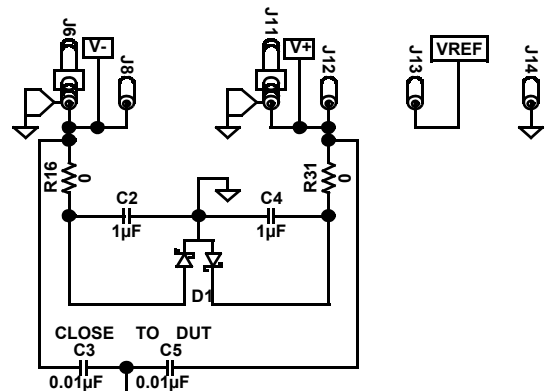 J6
V-
J8
J11
V+
J12
J13
VREF
J14
R16
0
R31
0
C2
1µF
C4
1µF
D1
CLOSE TO DUT
C3
0.01µF
C5
0.01µF